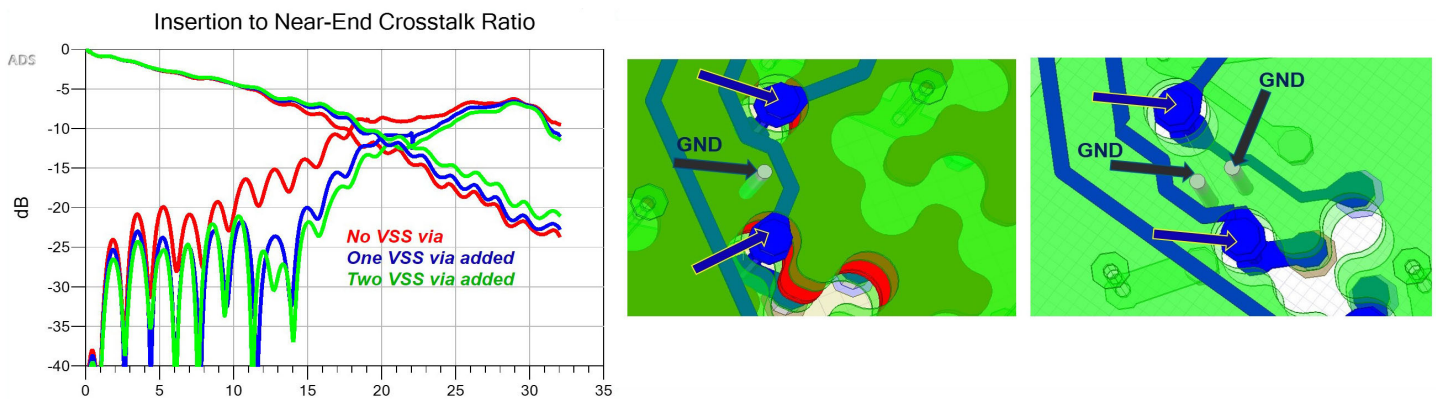 Insertion to Near-End Crosstalk Ratio
ADS
dB
0
-5
-10
-15
-20
-25
-30
-35
-40
No VSS via
One VSS via added
Two VSS via added
0 5 10 15 20 25 30 35
GND
GND
GND